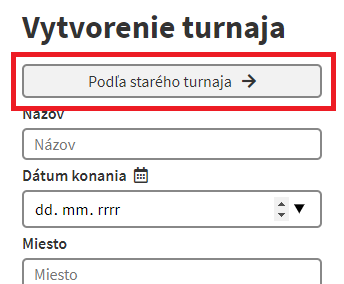 Vytvorenie turnaja
Podľa starého turnaja
Názov
Názov
Dátum konania
dd. mm. rrrr
Miesto
Miesto